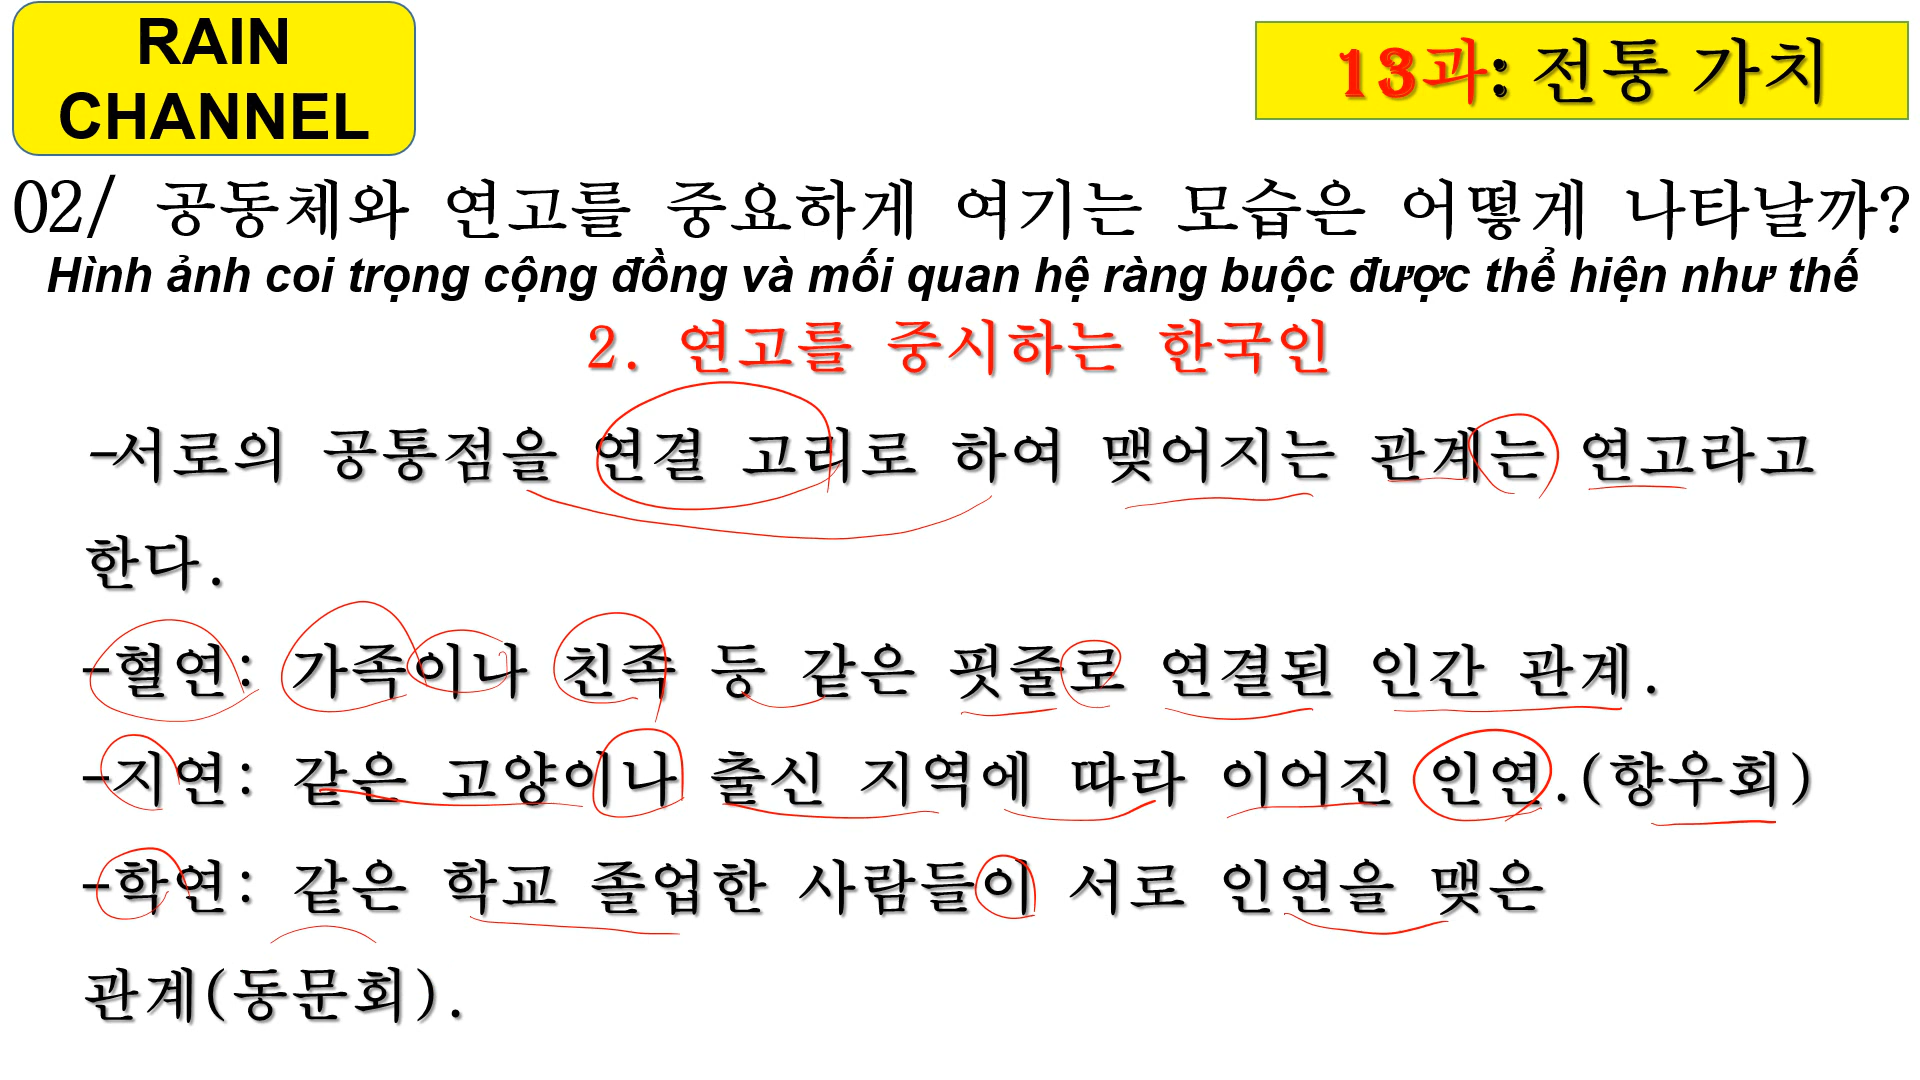 RAIN
CHANNEL
13과: 전통 가치
02/ 공동체와 연고를 중요하게 여기는 모습은 어떻게 나타날까?
Hình ảnh coi trọng cộng đồng và mối quan hệ ràng buộc được thể hiện như thế
2. 연고를 중시하는 한국인
-서로의 공통점을 연결 고리로 하여 맺어지는 관계는 연고라고
한다.
-혈연: 가족이나 친족 등 같은 핏줄로 연결된 인간 관계.
-지연: 같은 고양이나 출신 지역에 따라 이어진 인연.(향우회)
-학연: 같은 학교 졸업한 사람들이 서로 인연을 맺은
관계(동문회).